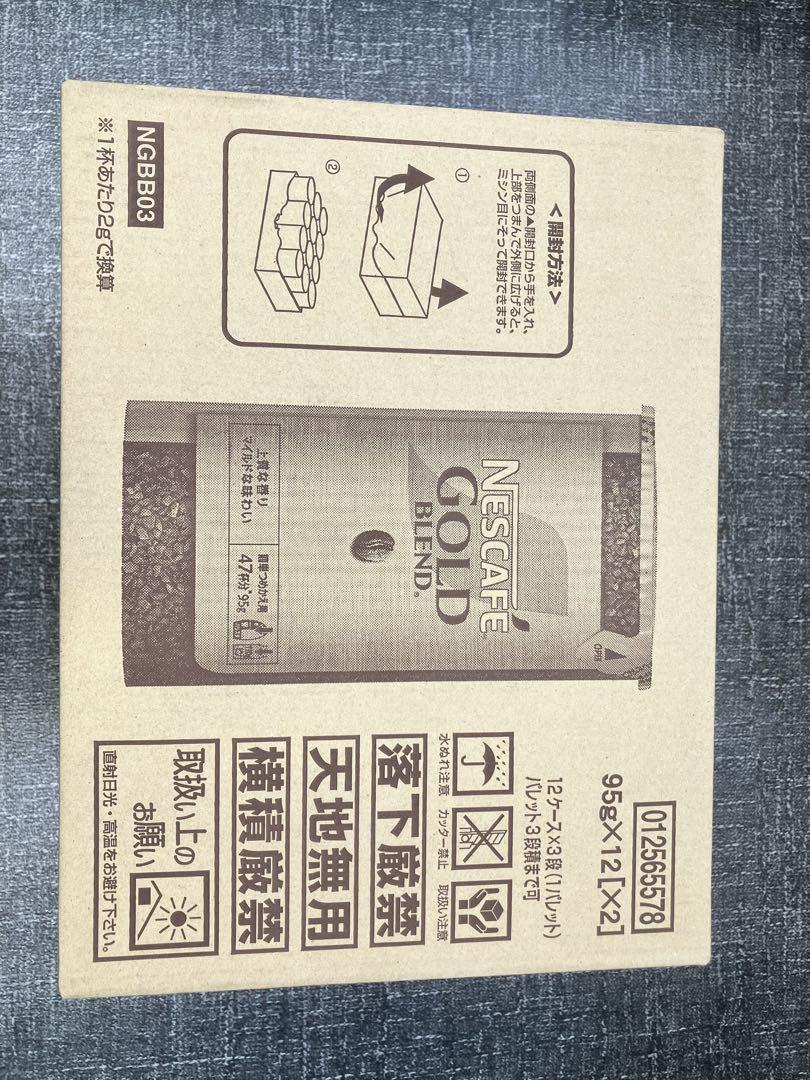 <開封方法>
両側面の▲開封口から手を入れ、
上部をつまんで外側に広げると、
ミシン目にそって開封できます。
①
②
NGBB03
※1杯あたり2gで換算
OPEN
NESCAFÉ
GOLD
BLEND®
上質な香り
マイルドな味わい
簡単つめかえ用
47杯分※95g
012565578
95g×12[×2]
12ケース×3段(1パレット)
パレット3段積まで可
水ぬれ注意
カッター禁止
取扱い注意
落下厳禁
天地無用
横積厳禁
取扱い上の
お願い
直射日光・高温をお避け下さい。